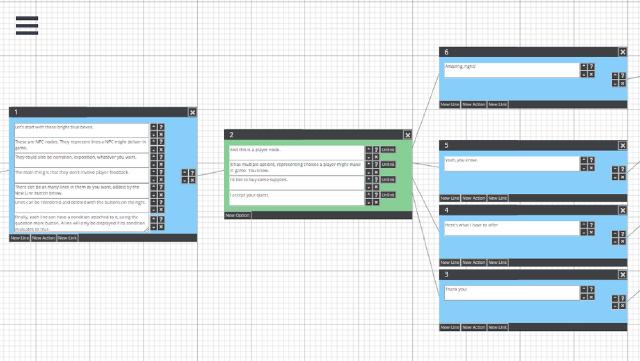 1
Let's start with these bright blue boxes.
These are NPC nodes. They represent lines a NPC might deliver in
game.
They could also be narration, exposition, whatever you want.
The main thing is that they don't involve player feedback.
There can be as many lines in them as you want, added by the
New Line button below.
Lines can be reordered and deleted with the buttons on the right.
Finally, each line can have a condition attached to it, using the
question mark button. A line will only be displayed if its condition
evaluates to true.
New Line New Action New Link
2
And this is a player node.
It has multiple options, representing choices a player might make
in game. You know.
I'd like to buy some supplies.
I accept your quest.
Unlink
Unlink
Unlink
Unlink
New Option
6
Amazing, right?
New Line New Action New Link
5
Yeah, you know.
New Line New Action New Link
4
Here's what I have to offer
New Line New Action New Link
3
Thank you!
New Line New Action New Link